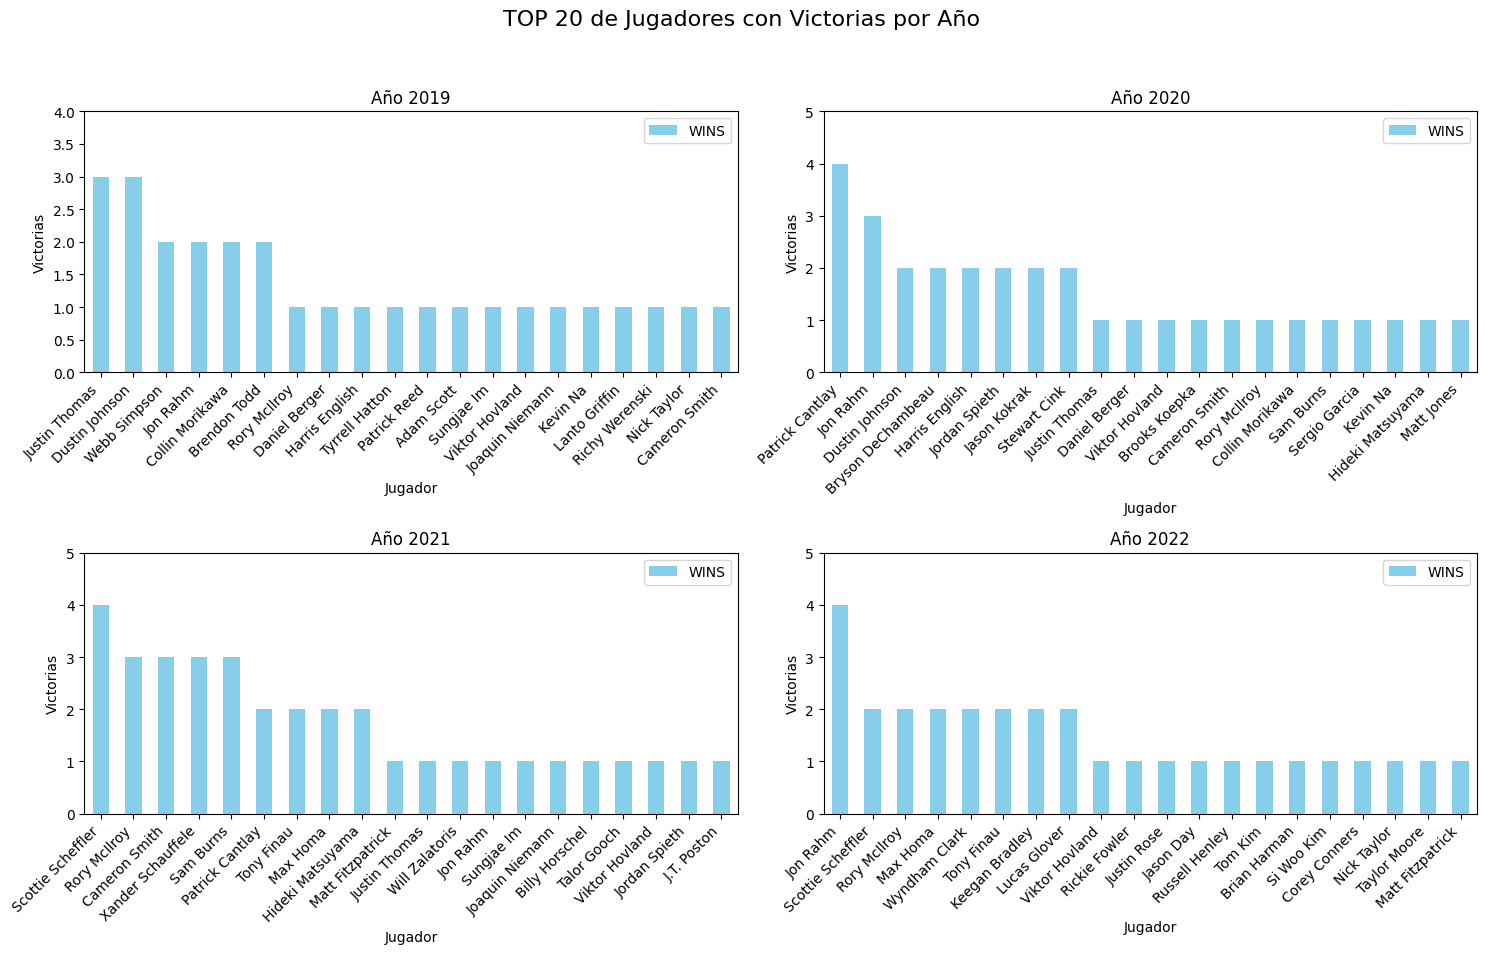 TOP 20 de Jugadores con Victorias por Año
Año 2019
WINS
Victorias
4.0
3.5
3.0
2.5
2.0
1.5
1.0
0.5
0.0
Justin Thomas
Dustin Johnson
Webb Simpson
Jon Rahm
Collin Morikawa
Brendon Todd
Rory McIlroy
Daniel Berger
Harris English
Tyrrell Hatton
Patrick Reed
Adam Scott
Sungjae Im
Viktor Hovland
Joaquin Niemann
Kevin Na
Lanto Griffin
Richy Werenski
Nick Taylor
Cameron Smith
Jugador
Año 2020
WINS
Victorias
5
4
3
2
1
0
Patrick Cantlay
Jon Rahm
Dustin Johnson
Bryson DeChambeau
Harris English
Jordan Spieth
Jason Kokrak
Stewart Cink
Justin Thomas
Daniel Berger
Viktor Hovland
Brooks Koepka
Cameron Smith
Rory McIlroy
Collin Morikawa
Sam Burns
Sergio Garcia
Kevin Na
Hideki Matsuyama
Matt Jones
Jugador
Año 2021
WINS
Victorias
5
4
3
2
1
0
Scottie Scheffler
Rory McIlroy
Cameron Smith
Xander Schauffele
Sam Burns
Patrick Cantlay
Tony Finau
Max Homa
Hideki Matsuyama
Matt Fitzpatrick
Justin Thomas
Will Zalatoris
Jon Rahm
Sungjae Im
Joaquin Niemann
Billy Horschel
Talor Gooch
Viktor Hovland
Jordan Spieth
J.T. Poston
Jugador
Año 2022
WINS
Victorias
5
4
3
2
1
0
Jon Rahm
Scottie Scheffler
Rory McIlroy
Max Homa
Wyndham Clark
Tony Finau
Keegan Bradley
Lucas Glover
Viktor Hovland
Rickie Fowler
Justin Rose
Jason Day
Russell Henley
Tom Kim
Brian Harman
Si Woo Kim
Corey Conners
Nick Taylor
Taylor Moore
Matt Fitzpatrick
Jugador